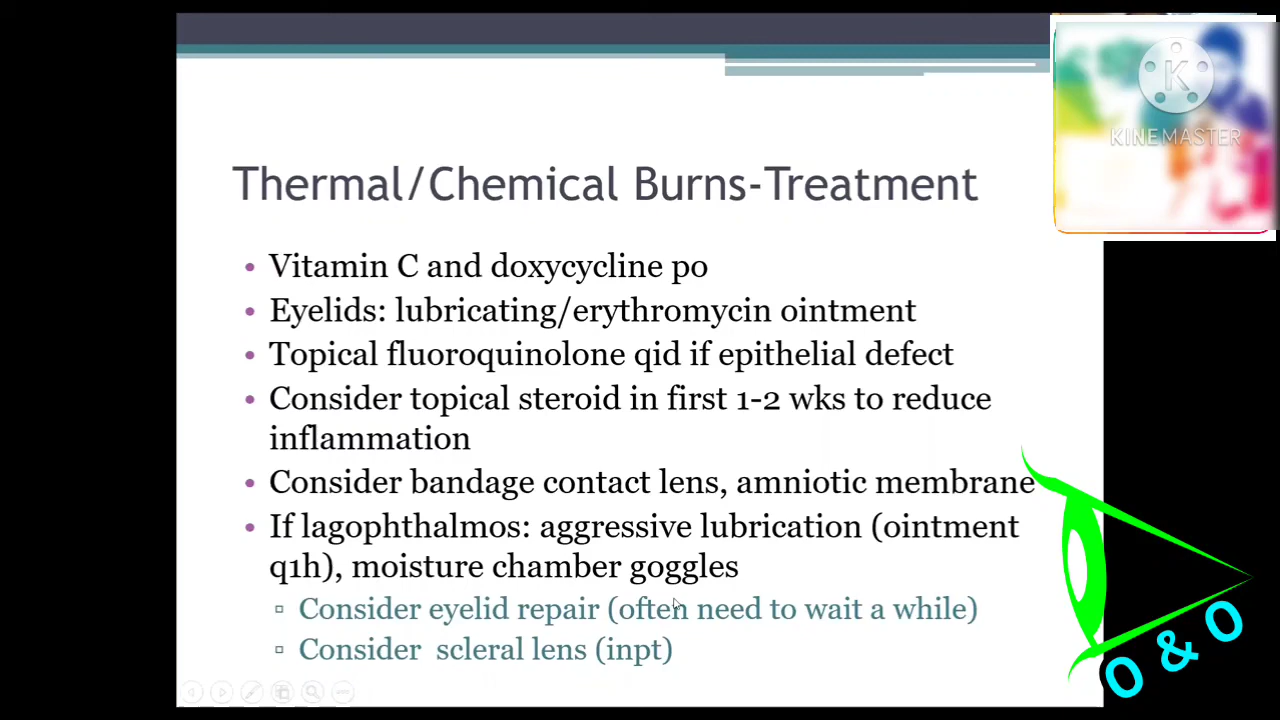 K
KINEMASTER
Thermal/Chemical Burns-Treatment
• Vitamin C and doxycycline po
• Eyelids: lubricating/erythromycin ointment
• Topical fluoroquinolone qid if epithelial defect
• Consider topical steroid in first 1-2 wks to reduce
inflammation
• Consider bandage contact lens, amniotic membrane
• If lagophthalmos: aggressive lubrication (ointment
q1h), moisture chamber goggles
▫ Consider eyelid repair (often need to wait a while)
▫ Consider scleral lens (inpt)
O & O